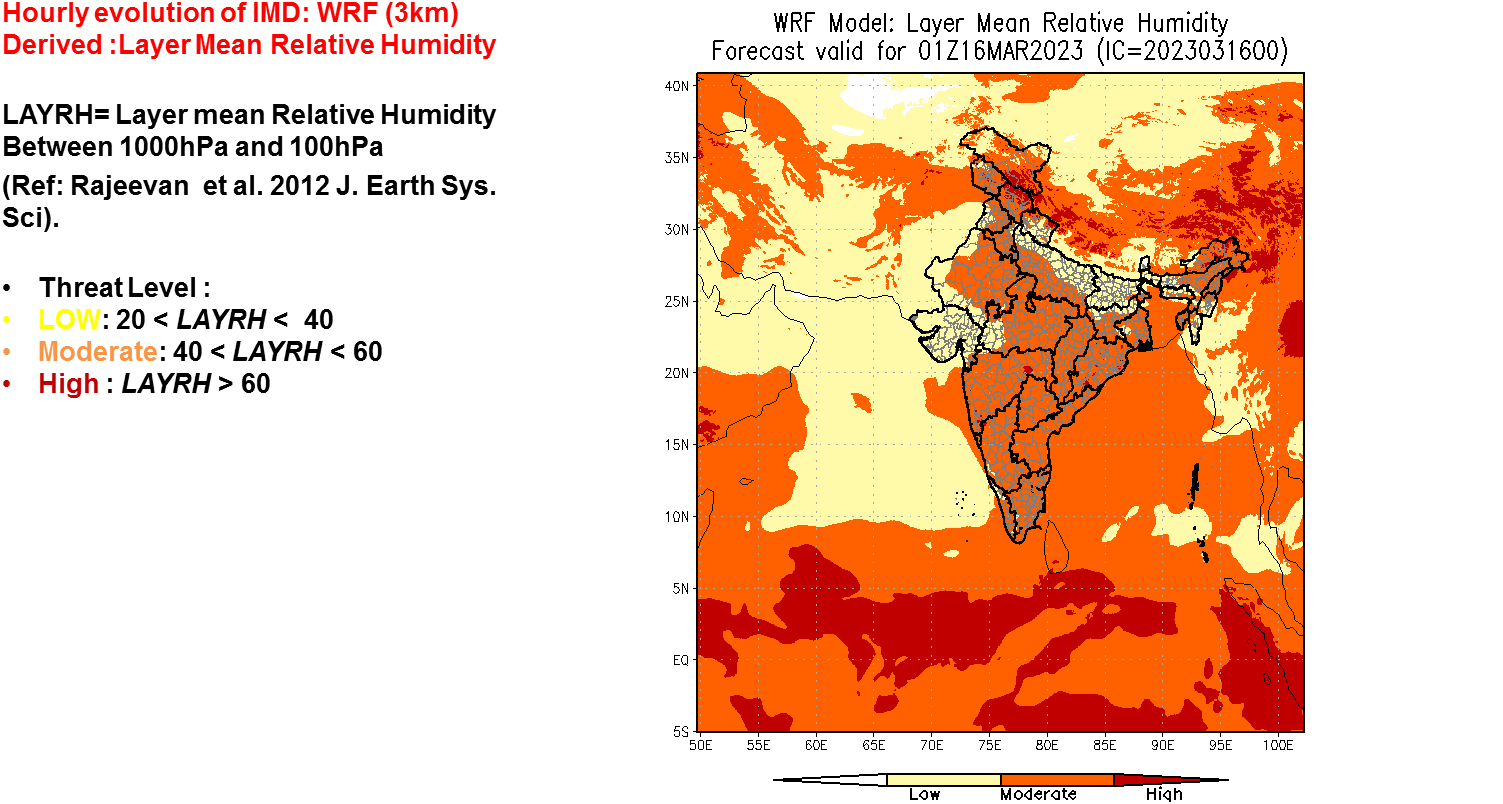 Hourly evolution of IMD: WRF (3km)
Derived :Layer Mean Relative Humidity
LAYRH= Layer mean Relative Humidity
Between 1000hPa and 100hPa
(Ref: Rajeevan et al. 2012 J. Earth Sys.
Sci).
• Threat Level :
• LOW: 20 < LAYRH < 40
• Moderate: 40 < LAYRH < 60
• High : LAYRH > 60
WRF Model: Layer Mean Relative Humidity
Forecast valid for 01Z16MAR2023 (IC=2023031600)
40N
35N
30N
25N
20N
15N
10N
5N
EQ
5S
50E 55E 60E 65E 70E 75E 80E 85E 90E 95E 100E
Low Moderate High